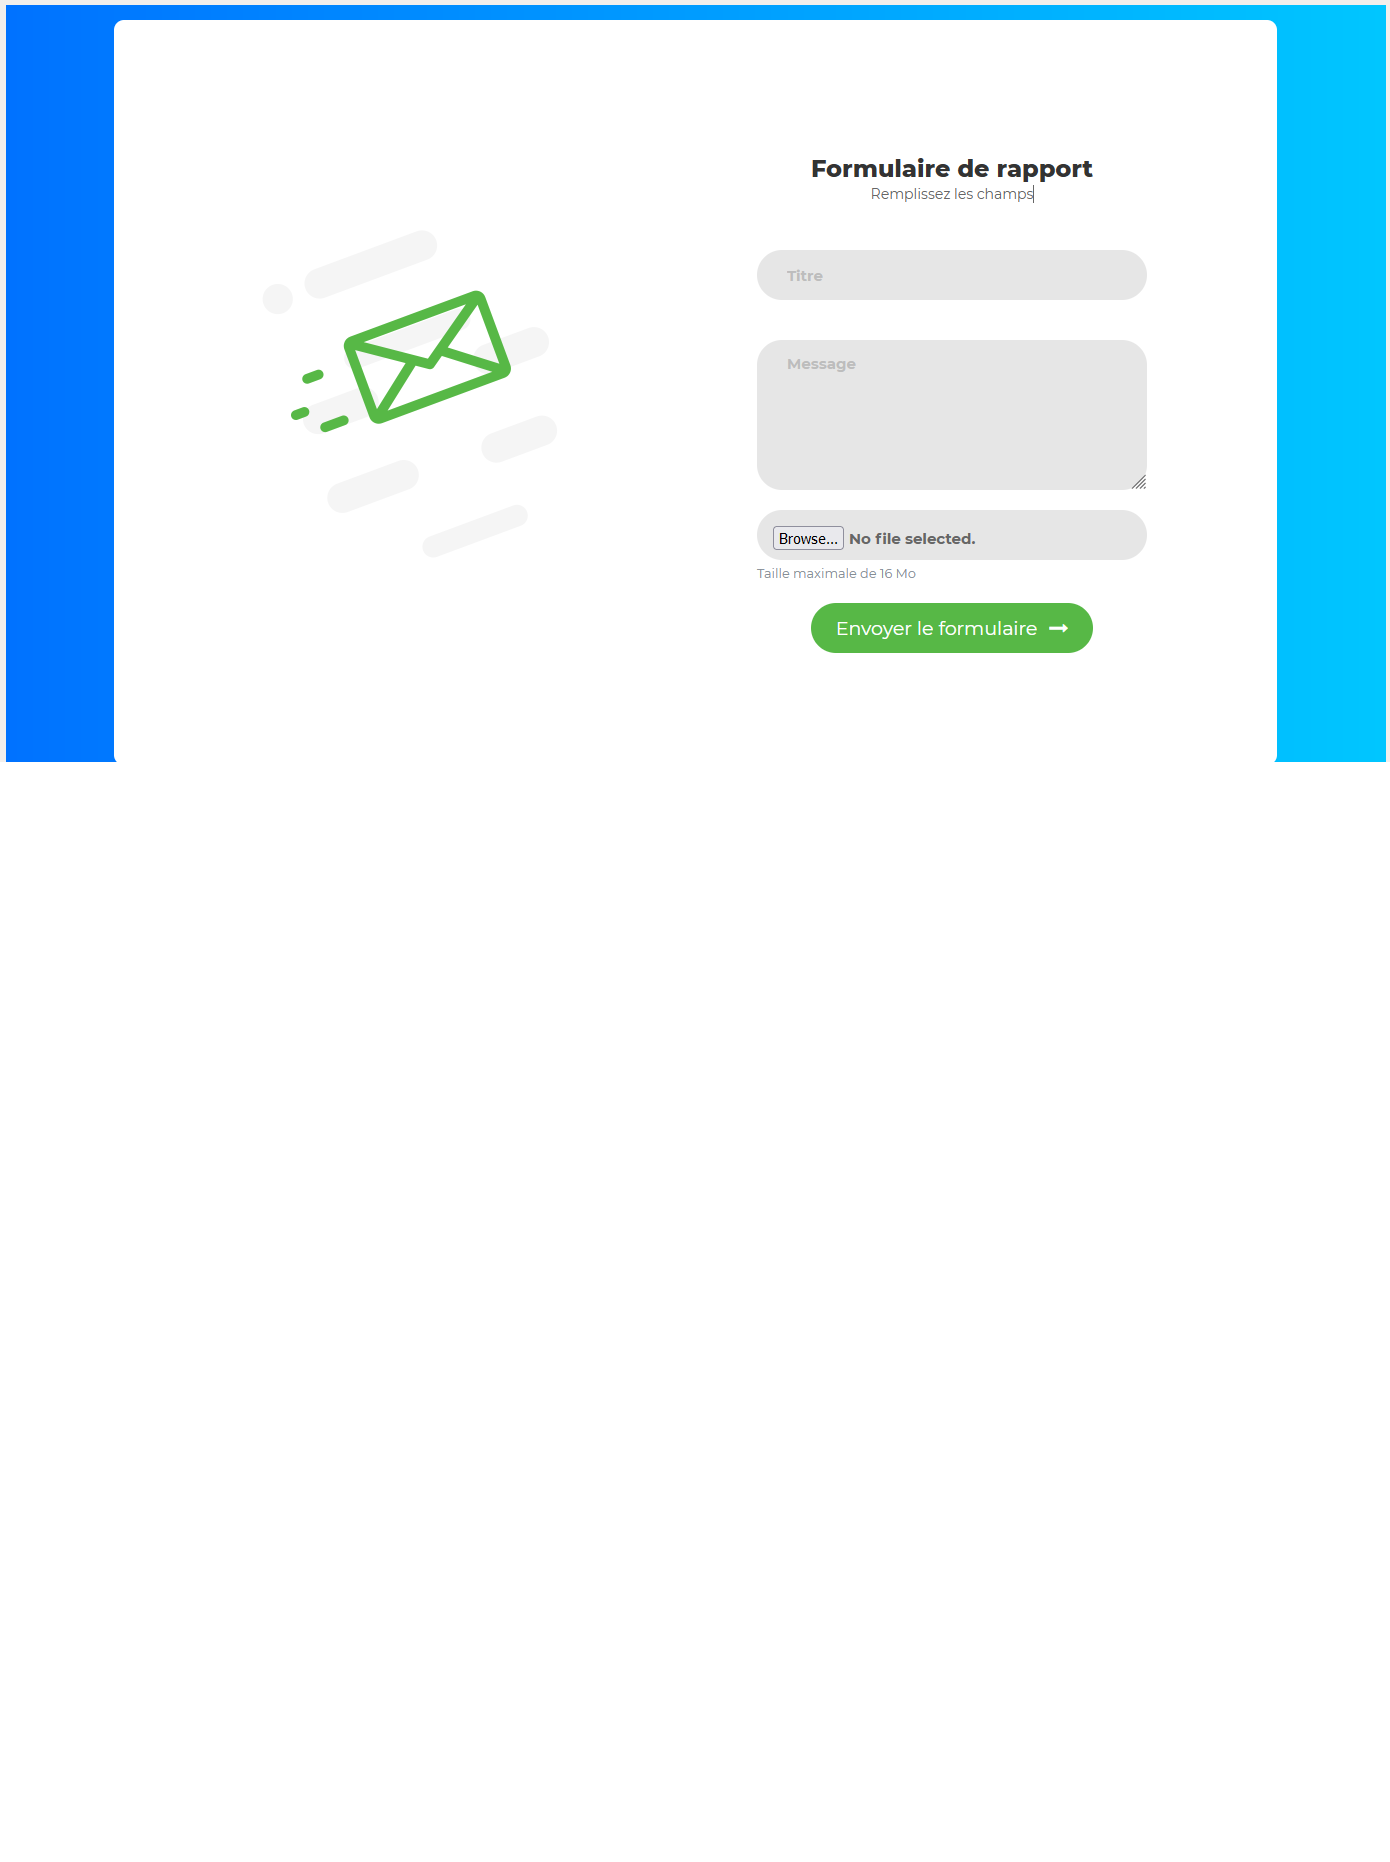 Formulaire de rapport
Remplissez les champs
Titre
Message
Browse... No file selected.
Taille maximale de 16 Mo
Envoyer le formulaire